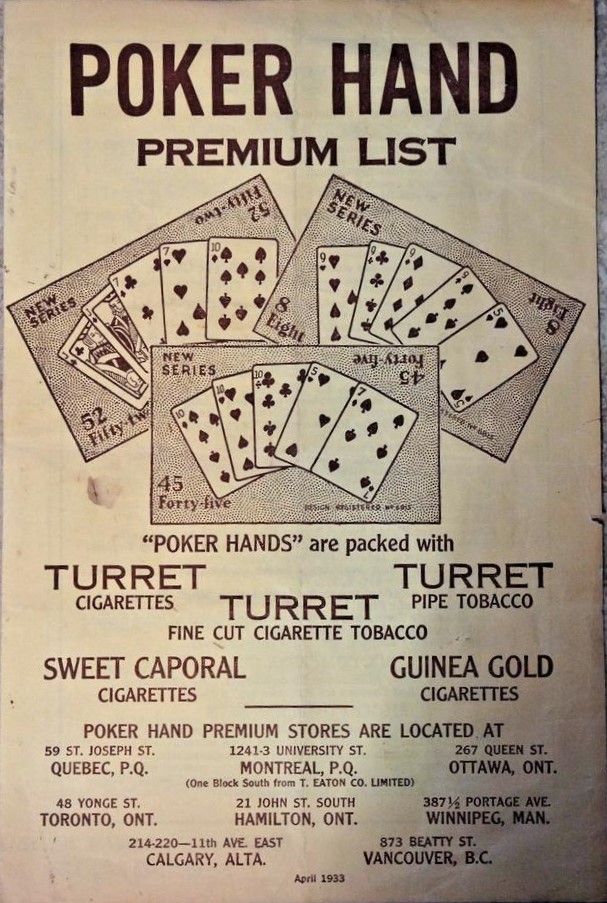 POKER HAND
PREMIUM LIST
NEW SERIES
52
Fifty-two
52
Fifty-tw
NEW SERIES
8
Eight
8
Eight
NEW SERIES
45
Forty-five
45
Forty-five
DESIGN REGISTERED
"POKER HANDS" are packed with
TURRET
CIGARETTES
TURRET
PIPE TOBACCO
TURRET
FINE CUT CIGARETTE TOBACCO
SWEET CAPORAL
CIGARETTES
GUINEA GOLD
CIGARETTES
POKER HAND PREMIUM STORES ARE LOCATED AT
59 ST. JOSEPH ST.
QUEBEC, P.Q.
1241-3 UNIVERSITY ST.
MONTREAL, P.Q.
(One Block South from T. EATON CO. LIMITED)
267 QUEEN ST.
OTTAWA, ONT.
48 YONGE ST.
TORONTO, ONT.
21 JOHN ST. SOUTH
HAMILTON, ONT.
387½ PORTAGE AVE.
WINNIPEG, MAN.
214-220—11th AVE. EAST
CALGARY, ALTA.
873 BEATTY ST.
VANCOUVER, B.C.
April 1933